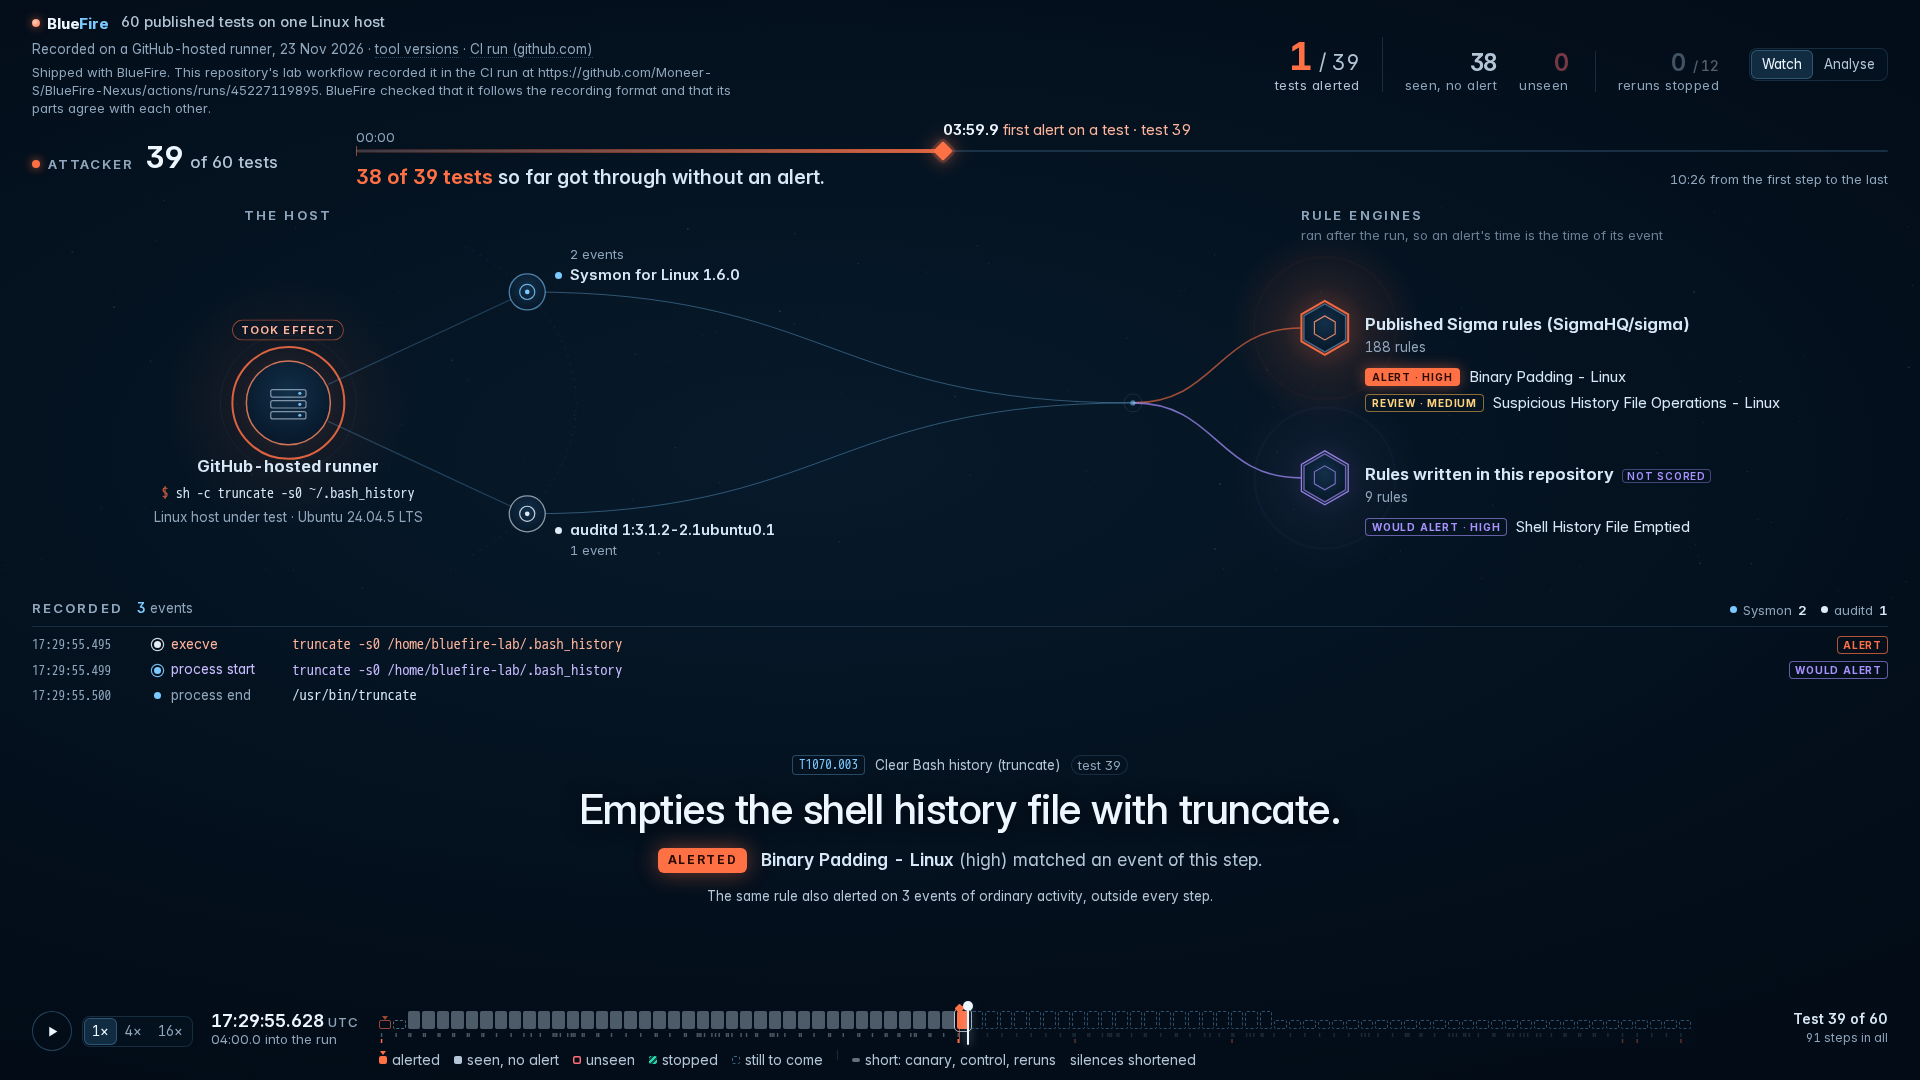 BlueFire 60 published tests on one Linux host
Recorded on a GitHub-hosted runner, 23 Nov 2026 · tool versions · CI run (github.com)
Shipped with BlueFire. This repository's lab workflow recorded it in the CI run at https://github.com/Moneer-
S/BlueFire-Nexus/actions/runs/45227119895. BlueFire checked that it follows the recording format and that its
parts agree with each other.
1 / 39
tests alerted
38
seen, no alert
0
unseen
0 / 12
reruns stopped
Watch
Analyse
ATTACKER 39 of 60 tests
00:00
03:59.9 first alert on a test · test 39
38 of 39 tests so far got through without an alert.
10:26 from the first step to the last
THE HOST
RULE ENGINES
ran after the run, so an alert's time is the time of its event
2 events
Sysmon for Linux 1.6.0
TOOK EFFECT
GitHub-hosted runner
$ sh -c truncate -s0 ~/.bash_history
Linux host under test · Ubuntu 24.04.5 LTS
auditd 1:3.1.2-2.1ubuntu0.1
1 event
Published Sigma rules (SigmaHQ/sigma)
188 rules
ALERT · HIGH Binary Padding - Linux
REVIEW · MEDIUM Suspicious History File Operations - Linux
Rules written in this repository NOT SCORED
9 rules
WOULD ALERT · HIGH Shell History File Emptied
RECORDED 3 events
Sysmon 2 auditd 1
17:29:55.495 execve truncate -s0 /home/bluefire-lab/.bash_history ALERT
17:29:55.499 process start truncate -s0 /home/bluefire-lab/.bash_history WOULD ALERT
17:29:55.500 process end /usr/bin/truncate
T1070.003 Clear Bash history (truncate) test 39
Empties the shell history file with truncate.
ALERTED Binary Padding - Linux (high) matched an event of this step.
The same rule also alerted on 3 events of ordinary activity, outside every step.
1× 4× 16×
17:29:55.628 UTC
04:00.0 into the run
Test 39 of 60
91 steps in all
alerted seen, no alert unseen stopped still to come short: canary, control, reruns silences shortened